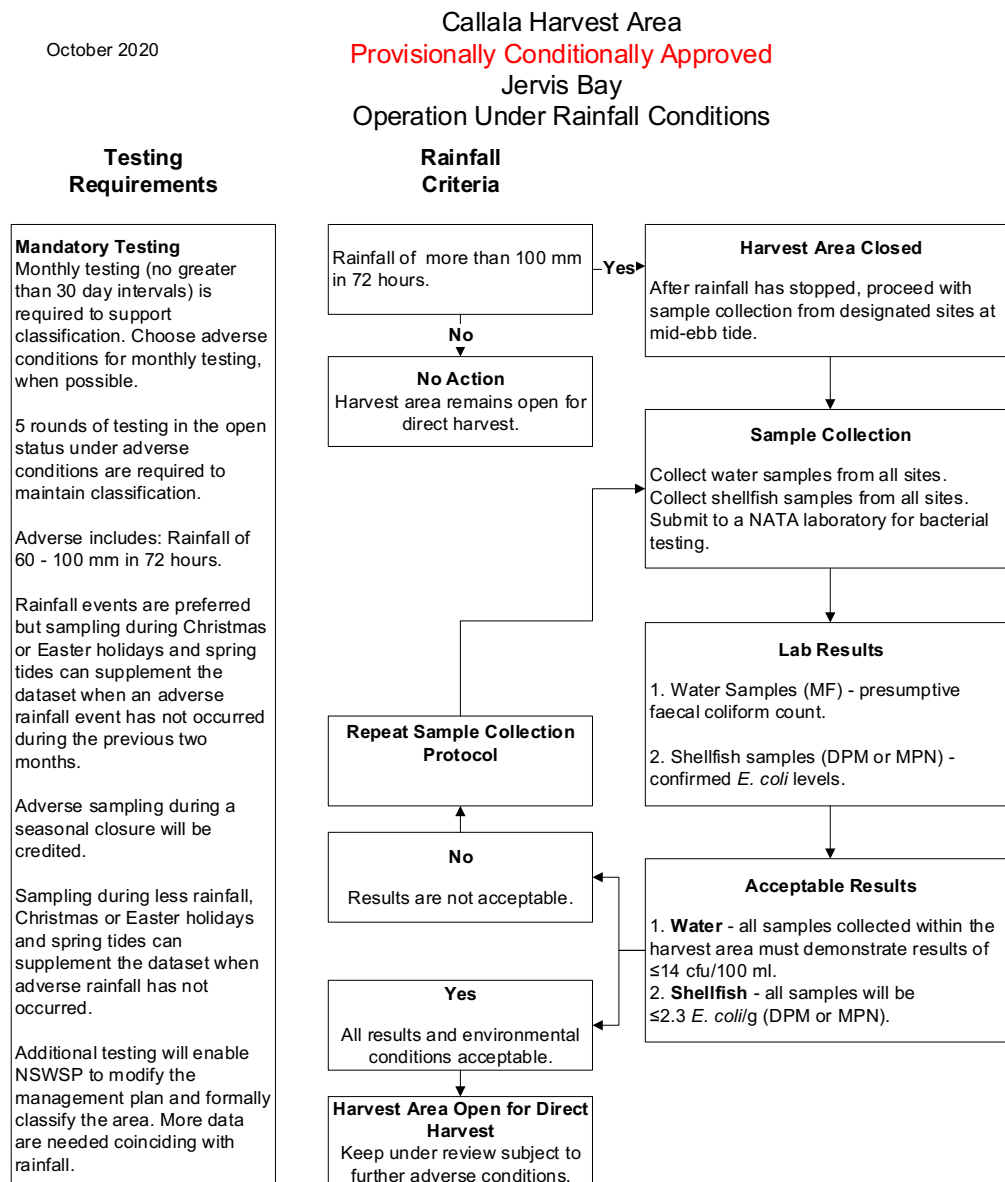 October 2020
Callala Harvest Area
Provisionally Conditionally Approved
Jervis Bay
Operation Under Rainfall Conditions
Testing
Requirements
Rainfall
Criteria
Mandatory Testing
Monthly testing (no greater
than 30 day intervals) is
required to support
classification. Choose adverse
conditions for monthly testing,
when possible.
5 rounds of testing in the open
status under adverse
conditions are required to
maintain classification.
Adverse includes: Rainfall of
60 - 100 mm in 72 hours.
Rainfall events are preferred
but sampling during Christmas
or Easter holidays and spring
tides can supplement the
dataset when an adverse
rainfall event has not occurred
during the previous two
months.
Adverse sampling during a
seasonal closure will be
credited.
Sampling during less rainfall,
Christmas or Easter holidays
and spring tides can
supplement the dataset when
adverse rainfall has not
occurred.
Additional testing will enable
NSWSP to modify the
management plan and formally
classify the area. More data
are needed coinciding with
rainfall.
Rainfall of more than 100 mm
in 72 hours.
Yes
No
No Action
Harvest area remains open for
direct harvest.
Harvest Area Closed
After rainfall has stopped, proceed with
sample collection from designated sites at
mid-ebb tide.
Sample Collection
Collect water samples from all sites.
Collect shellfish samples from all sites.
Submit to a NATA laboratory for bacterial
testing.
Lab Results
1. Water Samples (MF) - presumptive
faecal coliform count.
2. Shellfish samples (DPM or MPN) -
confirmed E. coli levels.
Acceptable Results
1. Water - all samples collected within the
harvest area must demonstrate results of
≤14 cfu/100 ml.
2. Shellfish - all samples will be
≤2.3 E. coli/g (DPM or MPN).
Repeat Sample Collection
Protocol
No
Results are not acceptable.
Yes
All results and environmental
conditions acceptable.
Harvest Area Open for Direct
Harvest
Keep under review subject to
further adverse conditions.